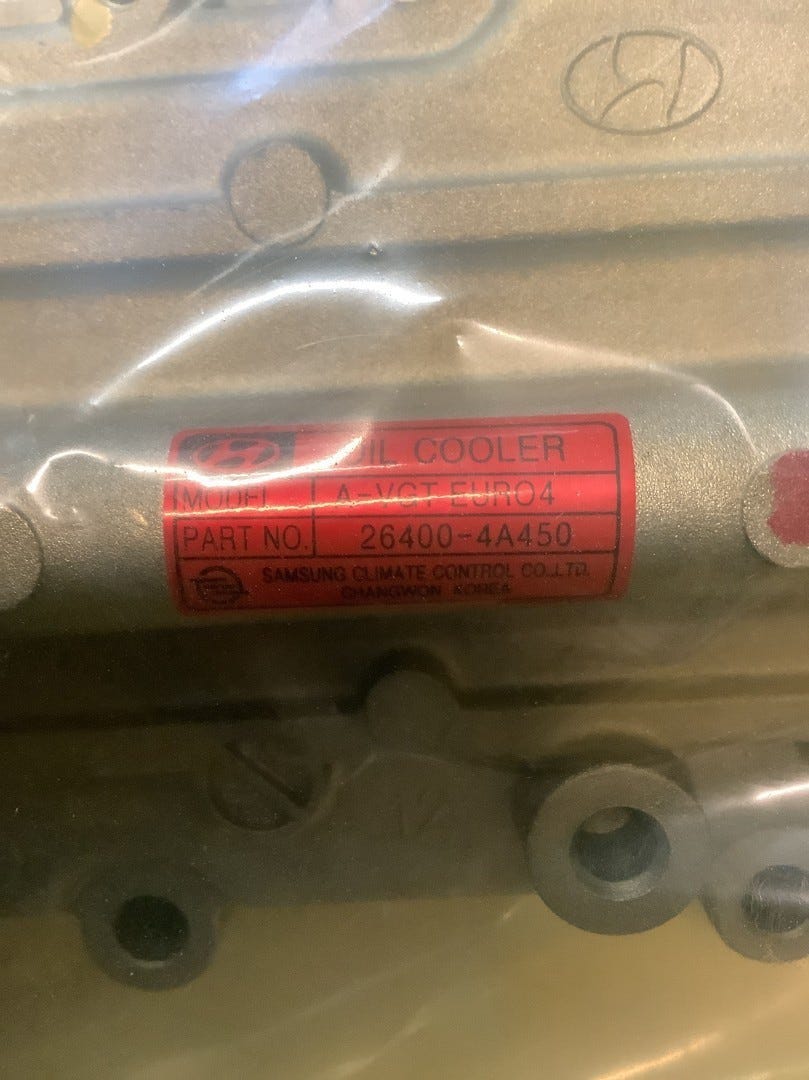 OIL COOLER
MODEL A-VGT EURO4
PART NO. 26400-4A450
SAMSUNG CLIMATE CONTROL CO.,LTD.
CHANGWON KOREA